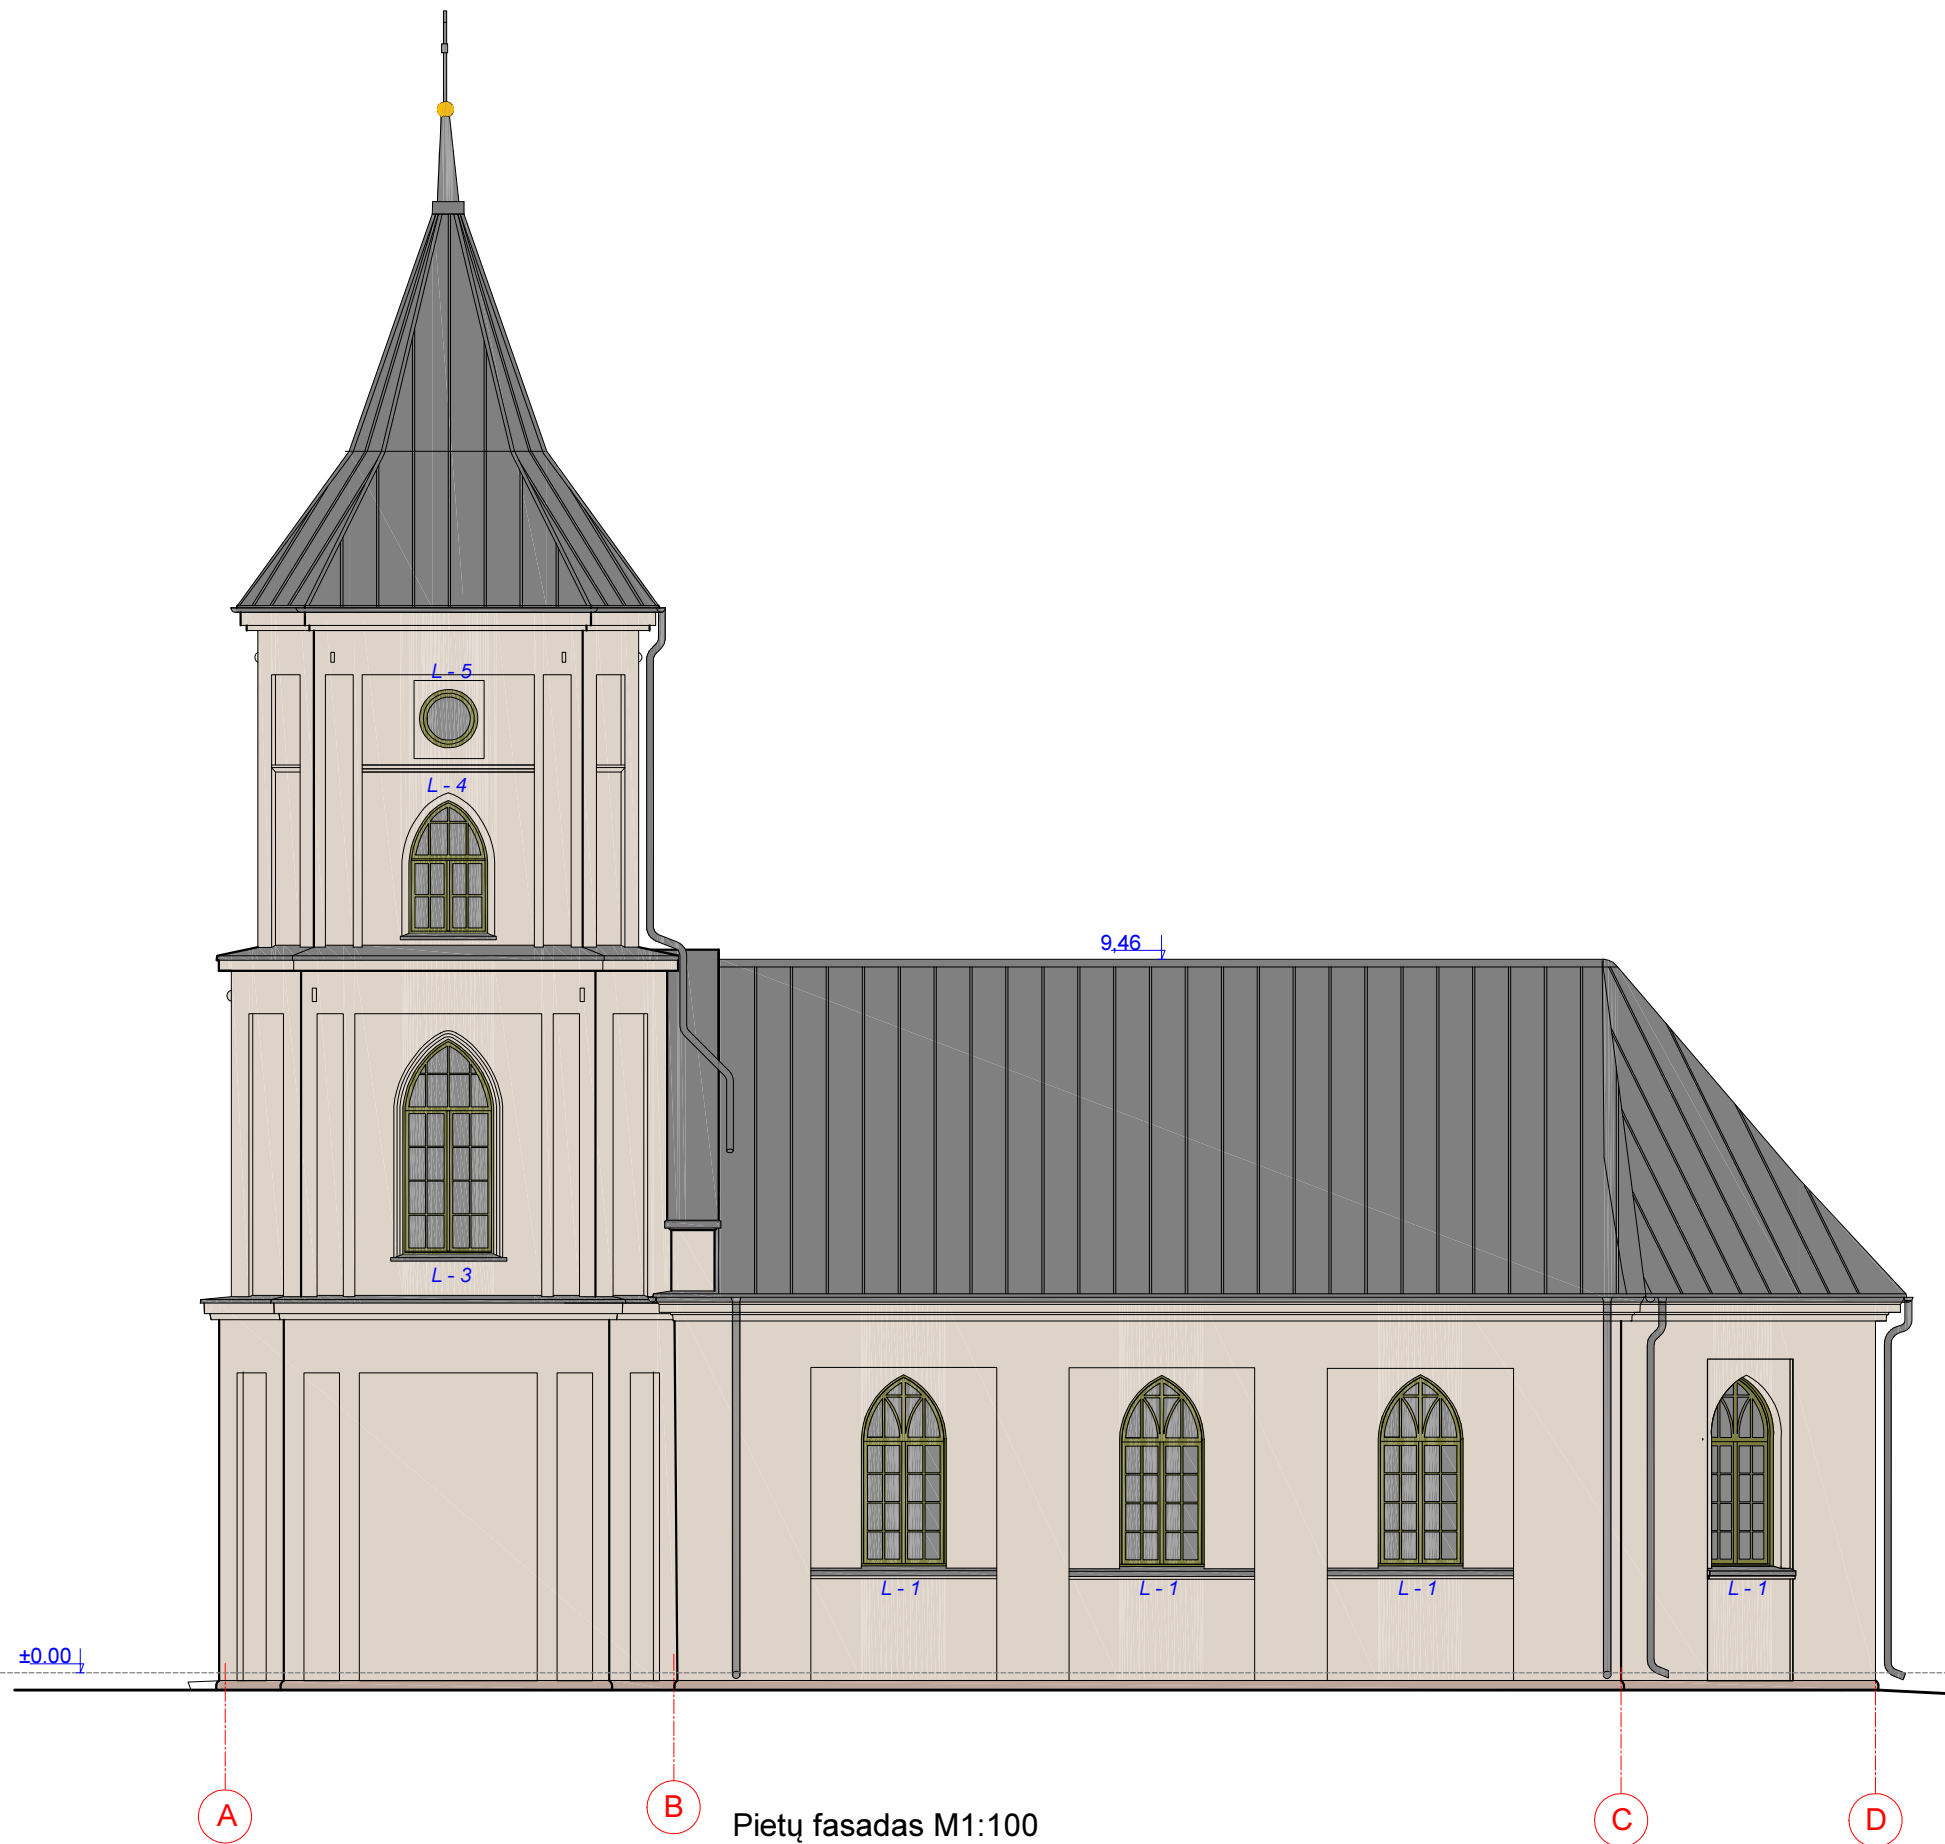 L - 5
L - 4
9,46
L - 3
L - 1 L - 1 L - 1 L - 1
±0.00
A B C D
Pietų fasadas M1:100